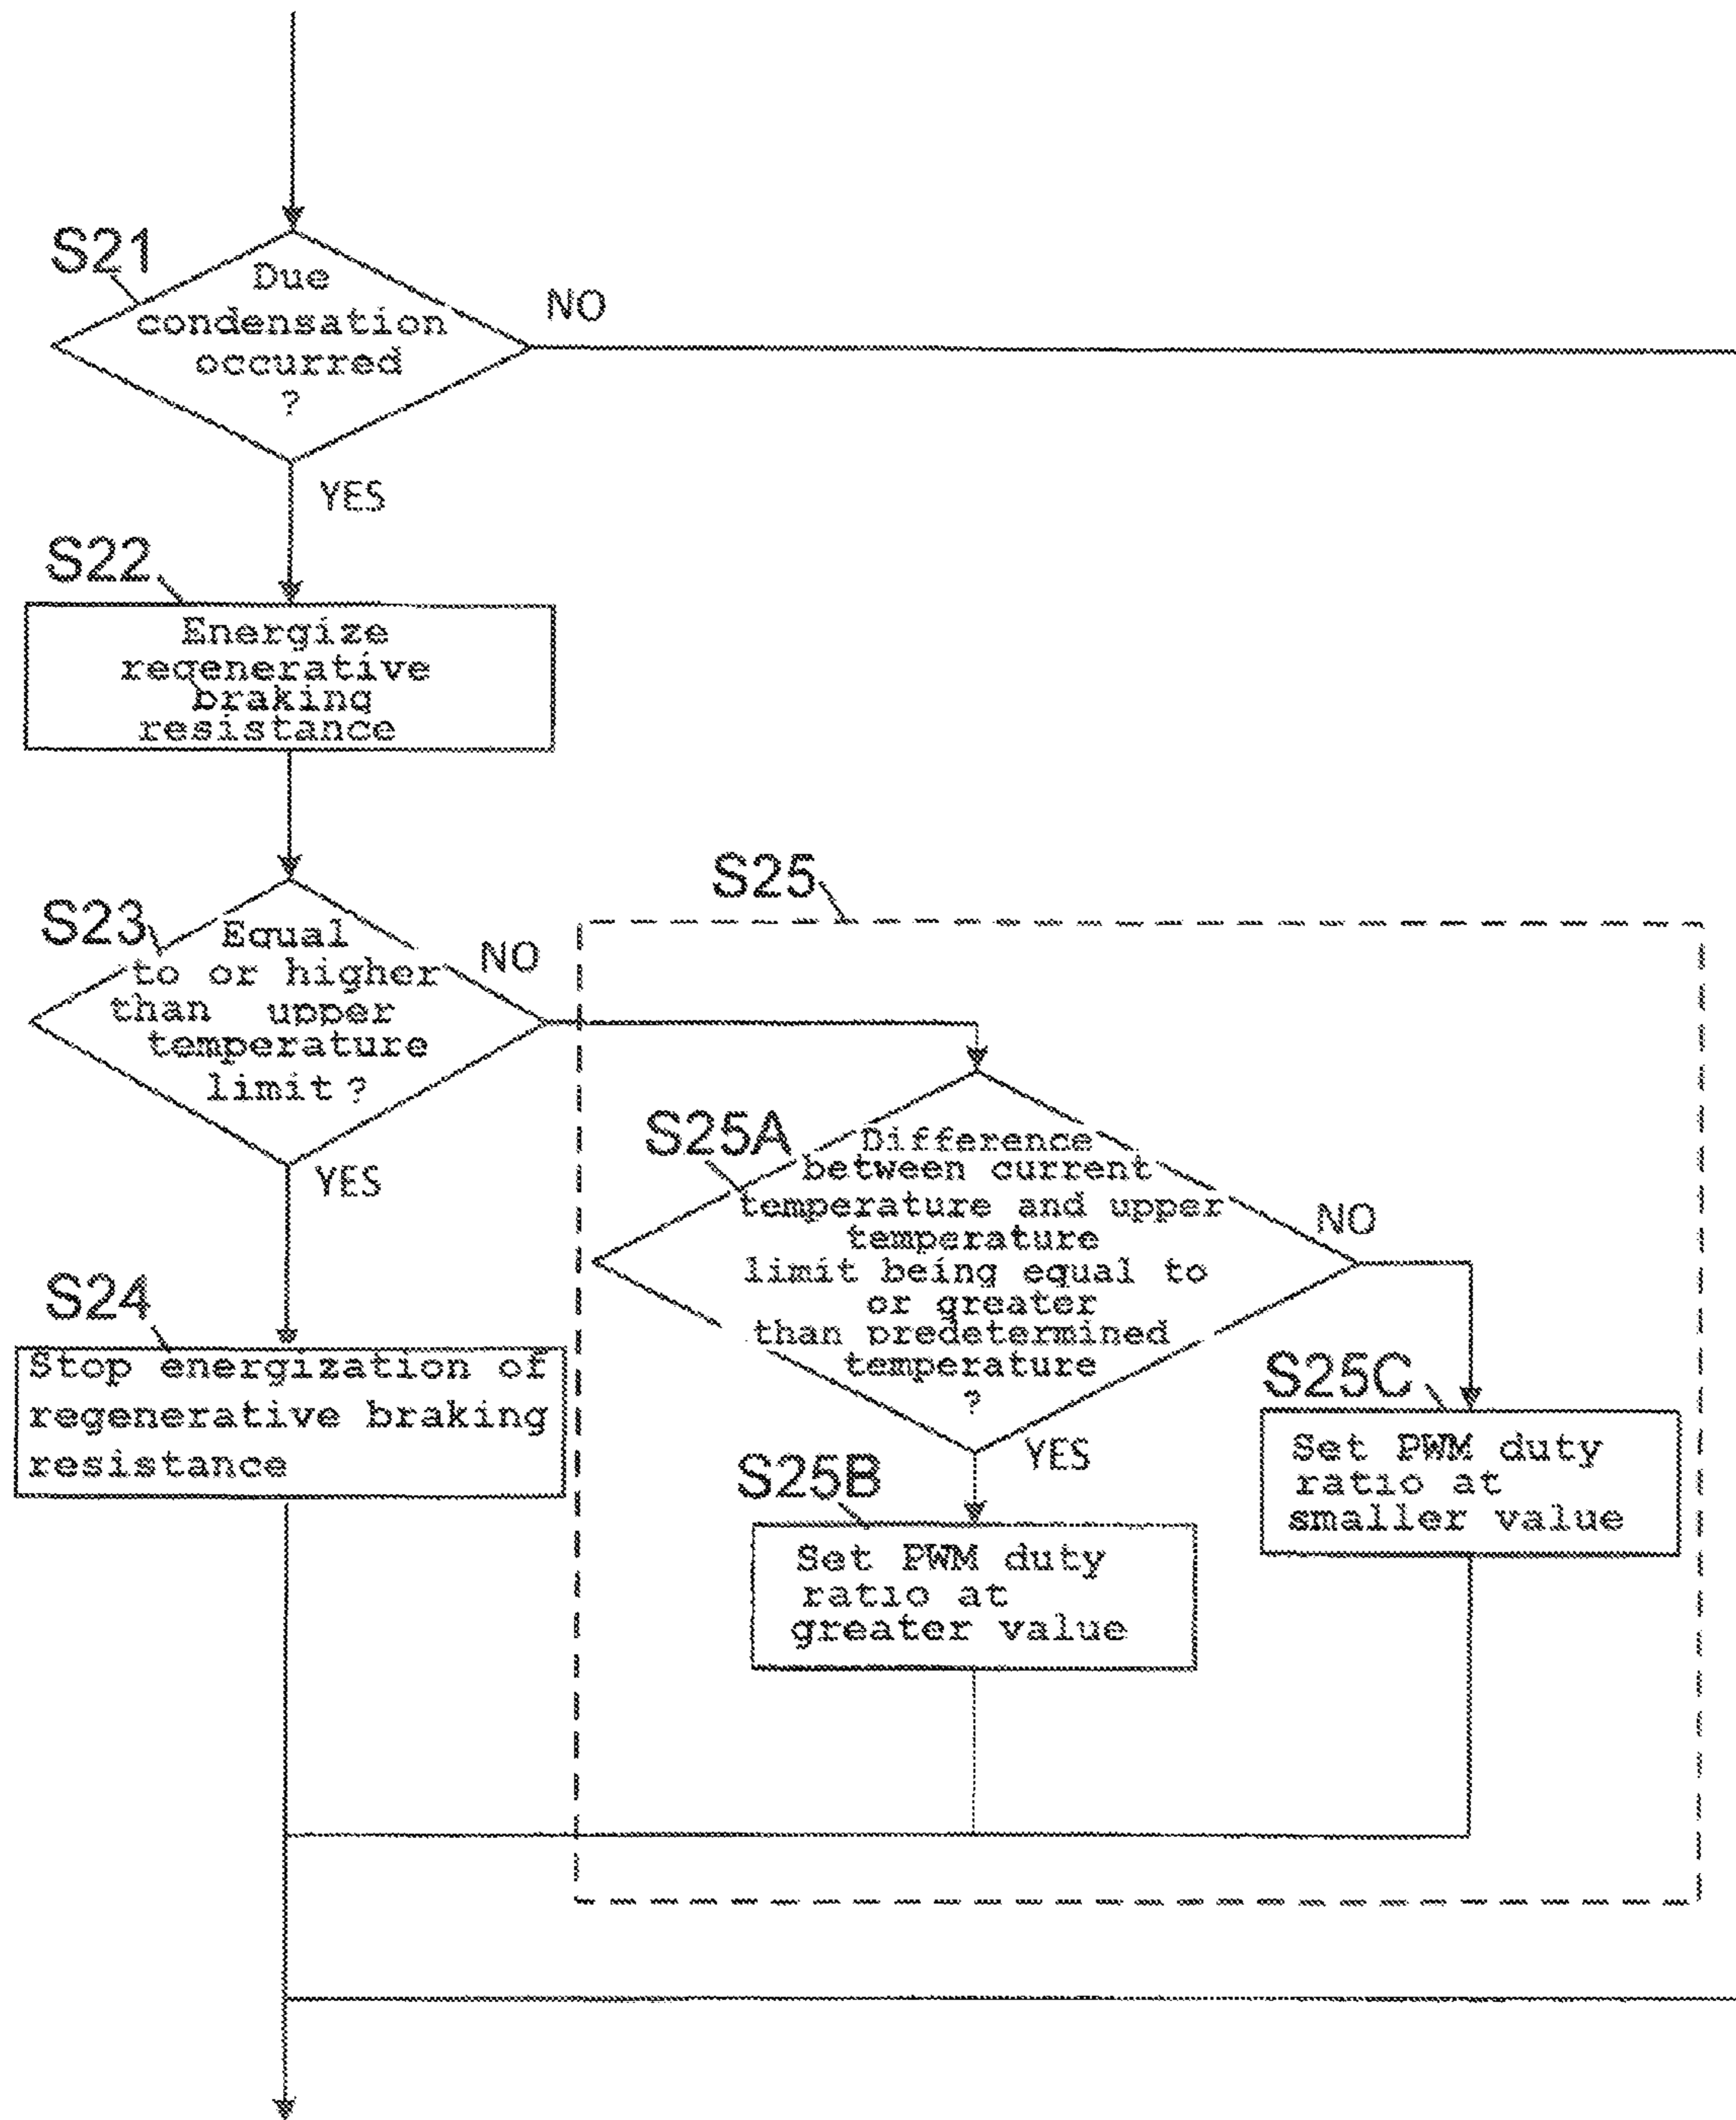 S21
Due
condensation
occurred
?
NO
YES
S22
Energize
regenerative
braking
resistance
S23
Equal
to or higher
than upper
temperature
limit ?
NO
YES
S24
Stop energization of
regenerative braking
resistance
S25
S25A
Difference
between current
temperature and upper
temperature
limit being equal to
or greater
than predetermined
temperature
?
NO
YES
S25B
Set PWM duty
ratio at
greater value
S25C
Set PWM duty
ratio at
smaller value